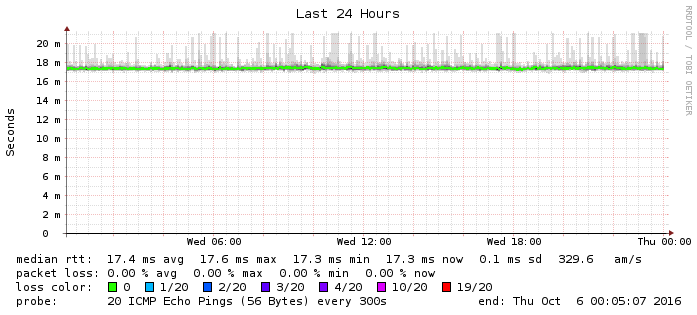 Last 24 Hours
RRDTOOL / TOBI OETIKER
Seconds
20 m
18 m
16 m
14 m
12 m
10 m
8 m
6 m
4 m
2 m
0
Wed 06:00 Wed 12:00 Wed 18:00 Thu 00:00
median rtt: 17.4 ms avg 17.6 ms max 17.3 ms min 17.3 ms now 0.1 ms sd 329.6 am/s
packet loss: 0.00 % avg 0.00 % max 0.00 % min 0.00 % now
loss color: 0 1/20 2/20 3/20 4/20 10/20 19/20
probe: 20 ICMP Echo Pings (56 Bytes) every 300s end: Thu Oct 6 00:05:07 2016